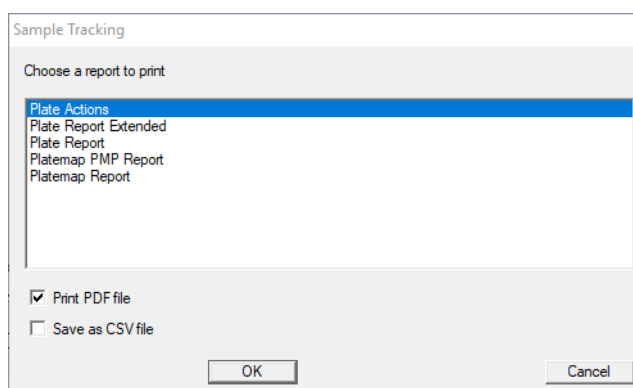 Sample Tracking
Choose a report to print
Plate Actions
Plate Report Extended
Plate Report
Platemap PMP Report
Platemap Report
Print PDF file
Save as CSV file
OK Cancel